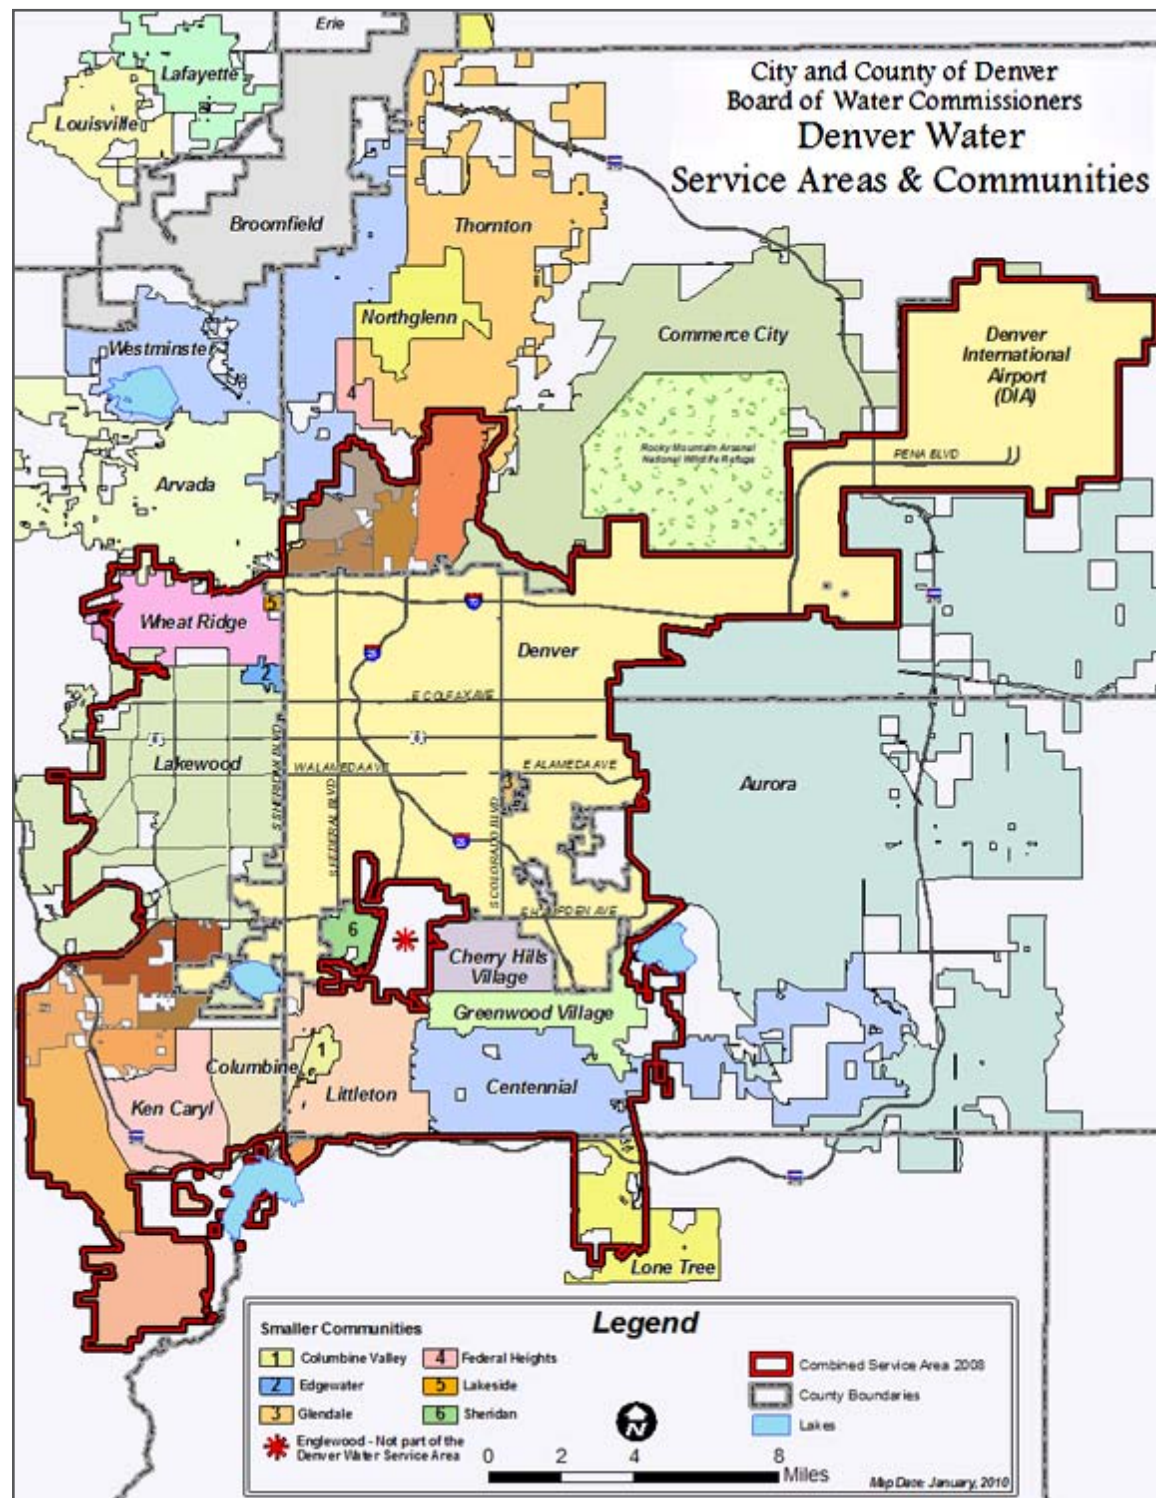 City and County of Denver
Board of Water Commissioners
Denver Water
Service Areas & Communities
Erie
Lafayette
Louisville
Broomfield
Thornton
Northglenn
Westminster
Commerce City
Denver
International
Airport
(DIA)
4
Rocky Mountain Arsenal
National Wildlife Refuge
PENA BLVD
Arvada
Wheat Ridge
5
70
Denver
25
2
E COLFAX AVE
6
6
Lakewood
W ALAMEDA AVE
E ALAMEDA AVE
3
Aurora
S SHERIDAN BLVD
S FEDERAL BLVD
S COLORADO BLVD
25
E HAMPDEN AVE
6
Cherry Hills
Village
Greenwood Village
1
Columbine
Littleton
Centennial
Ken Caryl
Lone Tree
Legend
Smaller Communities
1 Columbine Valley
4 Federal Heights
2 Edgewater
5 Lakeside
3 Glendale
6 Sheridan
Englewood - Not part of the
Denver Water Service Area
Combined Service Area 2008
County Boundaries
Lakes
N
0 2 4 8
Miles
Map Date: January, 2010